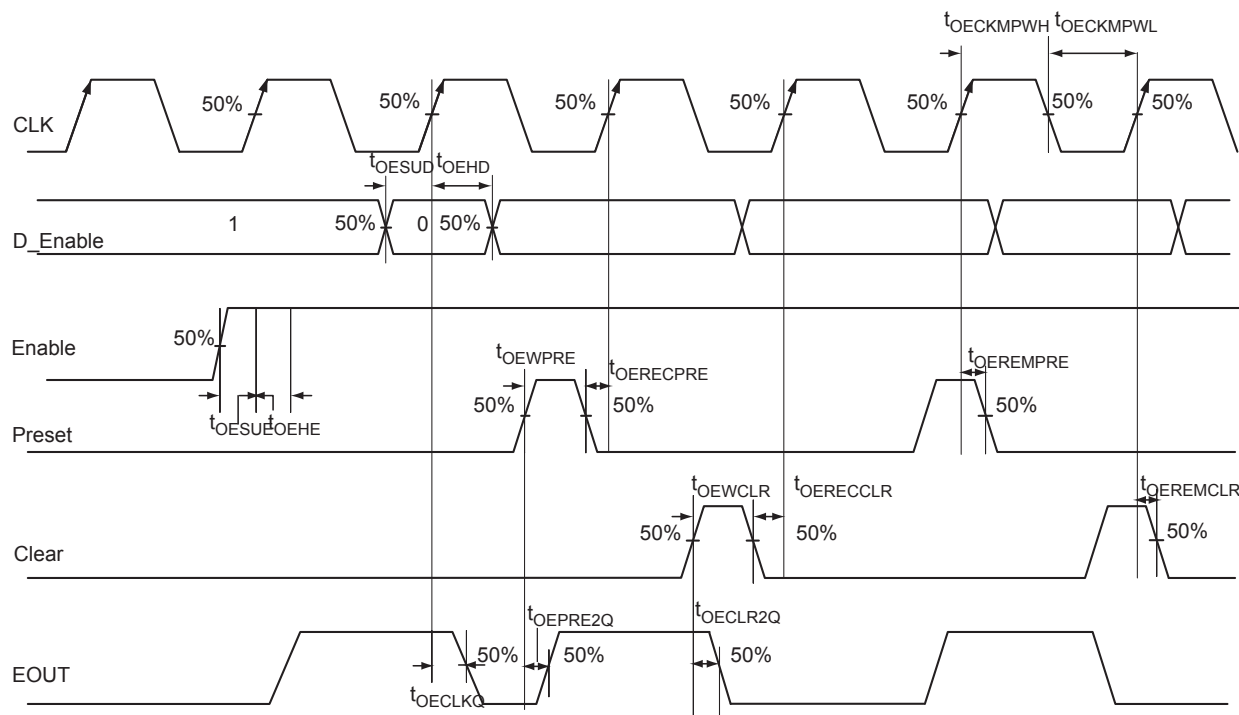 tOECKMPWH tOECKMPWL
50% 50% 50% 50% 50% 50% 50%
CLK
tOESUD tOEHD
1 50% 0 50%
D_Enable
50%
Enable
tOEWPRE tOERECPRE tOEREMPRE
tOESUE tOEHE
50% 50% 50%
Preset
tOEWCLR tOERECCLR tOEREMCLR
50% 50% 50%
Clear
tOEPRE2Q tOECLR2Q
50% 50% 50%
EOUT
tOECLKQ